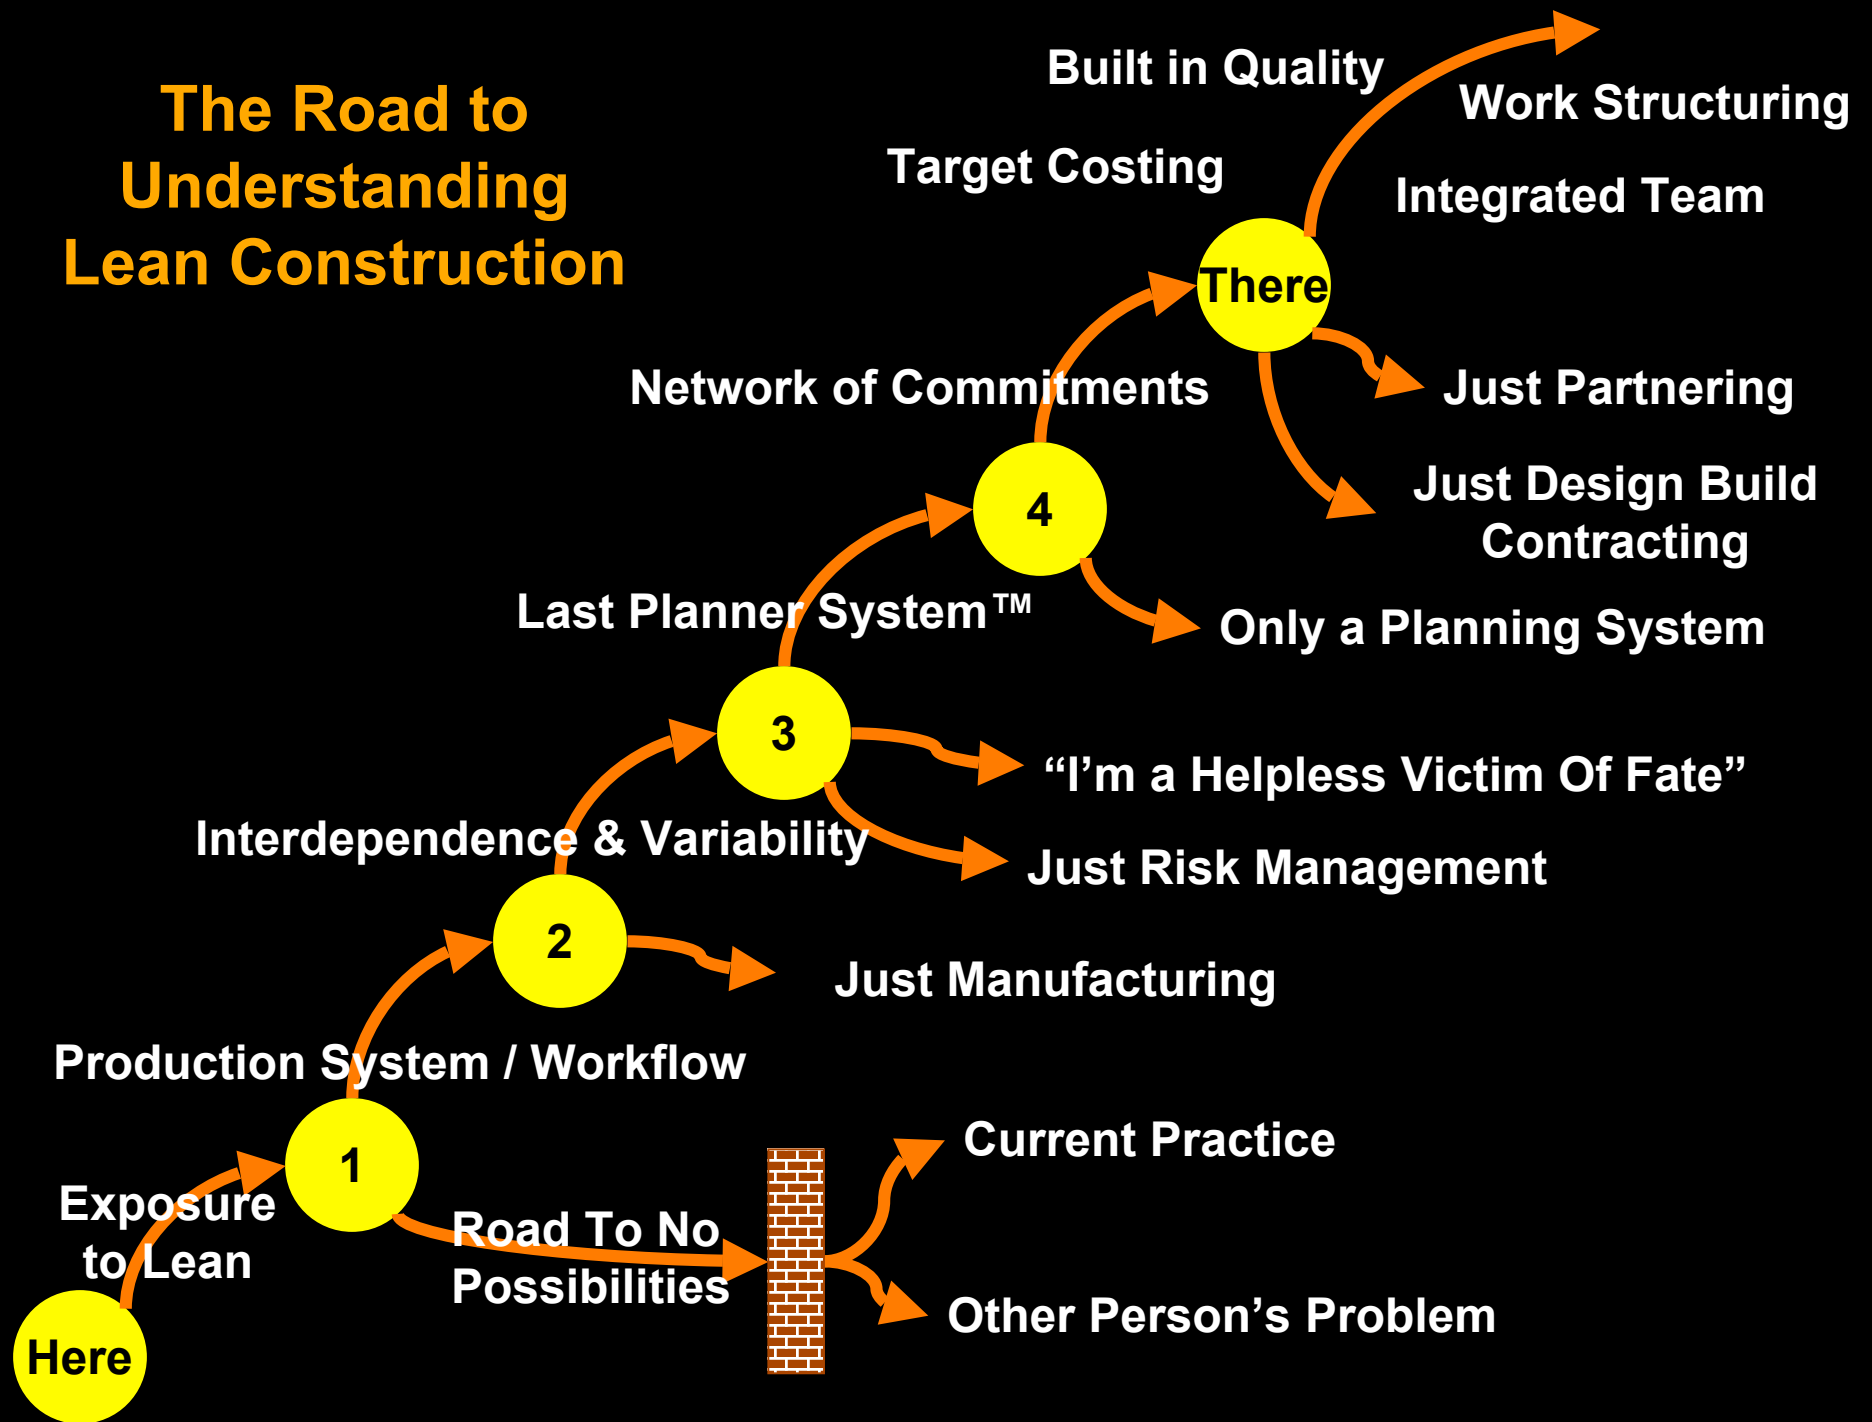 The Road to
Understanding
Lean Construction
Built in Quality
Work Structuring
Target Costing
Integrated Team
There
Network of Commitments
Just Partnering
4
Just Design Build
Contracting
Last Planner System™
Only a Planning System
3
“I’m a Helpless Victim Of Fate”
Interdependence & Variability
Just Risk Management
2
Just Manufacturing
Production System / Workflow
1
Current Practice
Exposure
to Lean
Road To No
Possibilities
Other Person’s Problem
Here